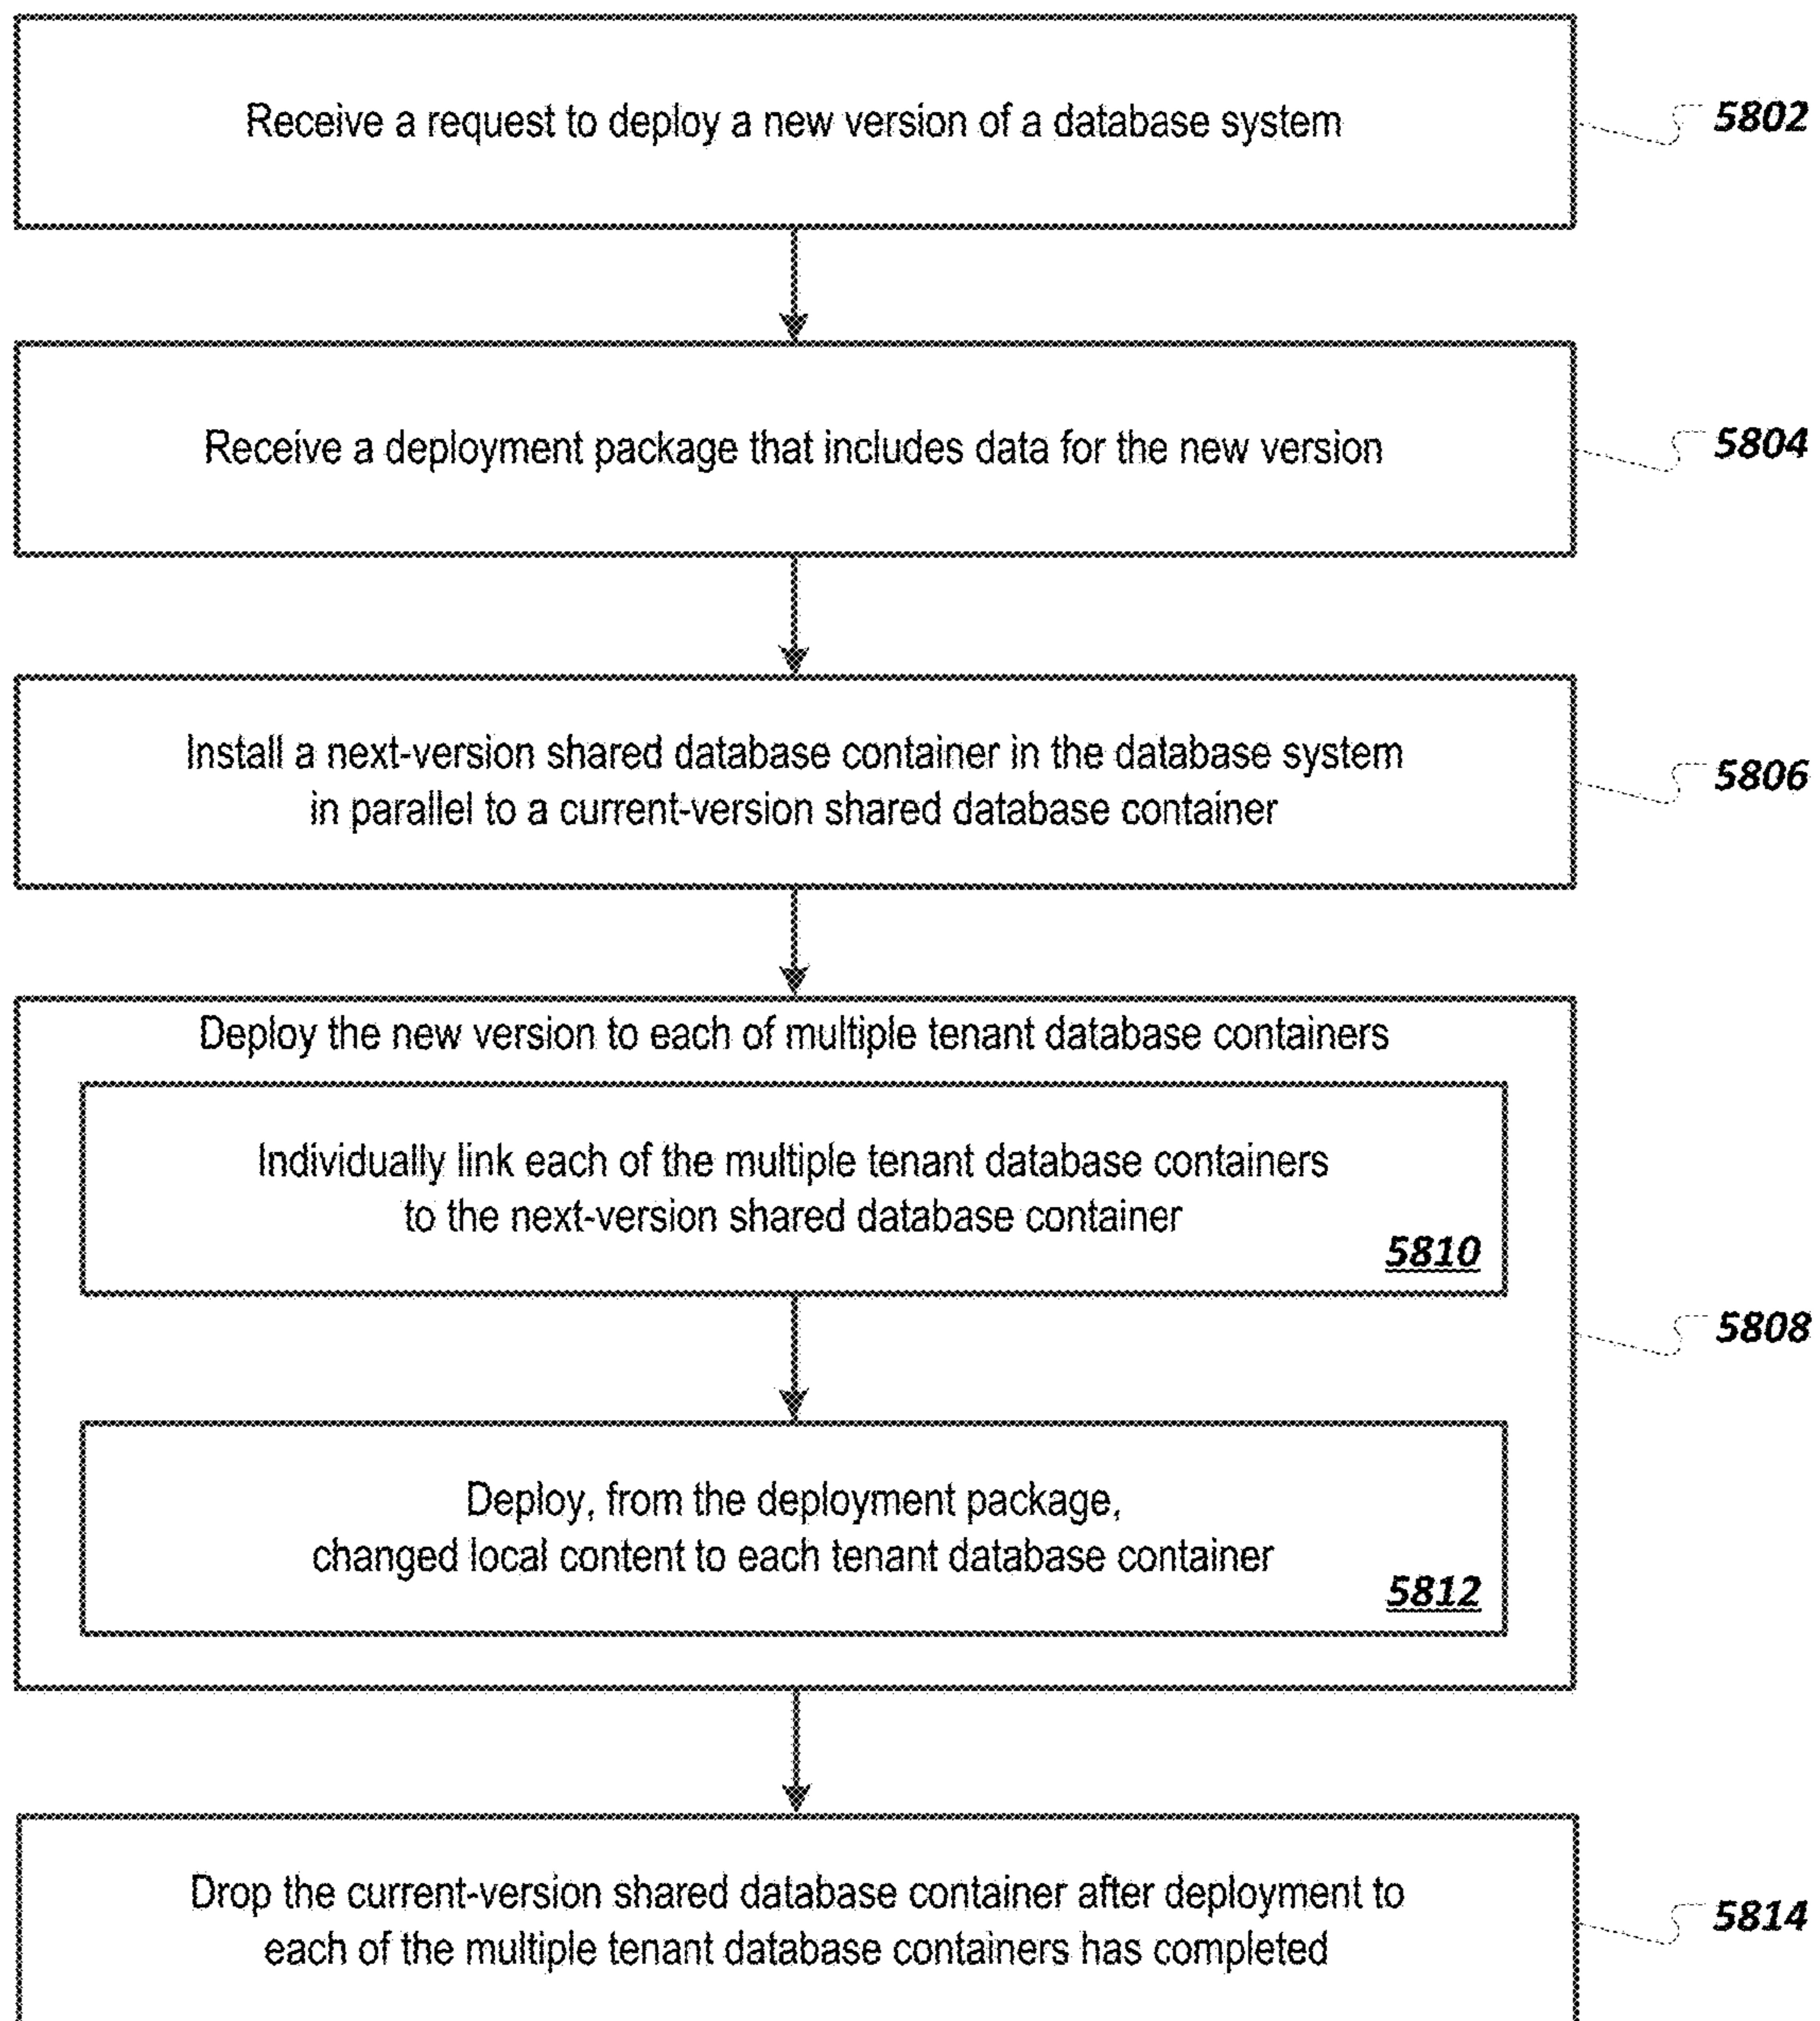 Receive a request to deploy a new version of a database system
5802
Receive a deployment package that includes data for the new version
5804
Install a next-version shared database container in the database system
in parallel to a current-version shared database container
5806
Deploy the new version to each of multiple tenant database containers
Individually link each of the multiple tenant database containers
to the next-version shared database container
5810
5808
Deploy, from the deployment package,
changed local content to each tenant database container
5812
Drop the current-version shared database container after deployment to
each of the multiple tenant database containers has completed
5814